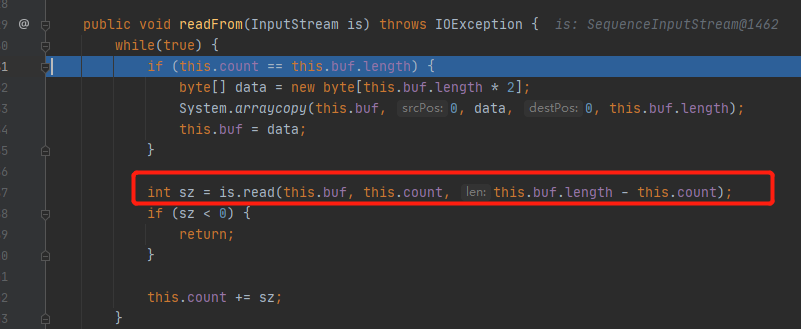 8
9 @ public void readFrom(InputStream is) throws IOException { is: SequenceInputStream@1462
0 while(true) {
1 if (this.count == this.buf.length) {
2 byte[] data = new byte[this.buf.length * 2];
3 System.arraycopy(this.buf, srcPos: 0, data, destPos: 0, this.buf.length);
4 this.buf = data;
5 }
6
7 int sz = is.read(this.buf, this.count, len: this.buf.length - this.count);
8 if (sz < 0) {
9 return;
0 }
1
2 this.count += sz;
3 }